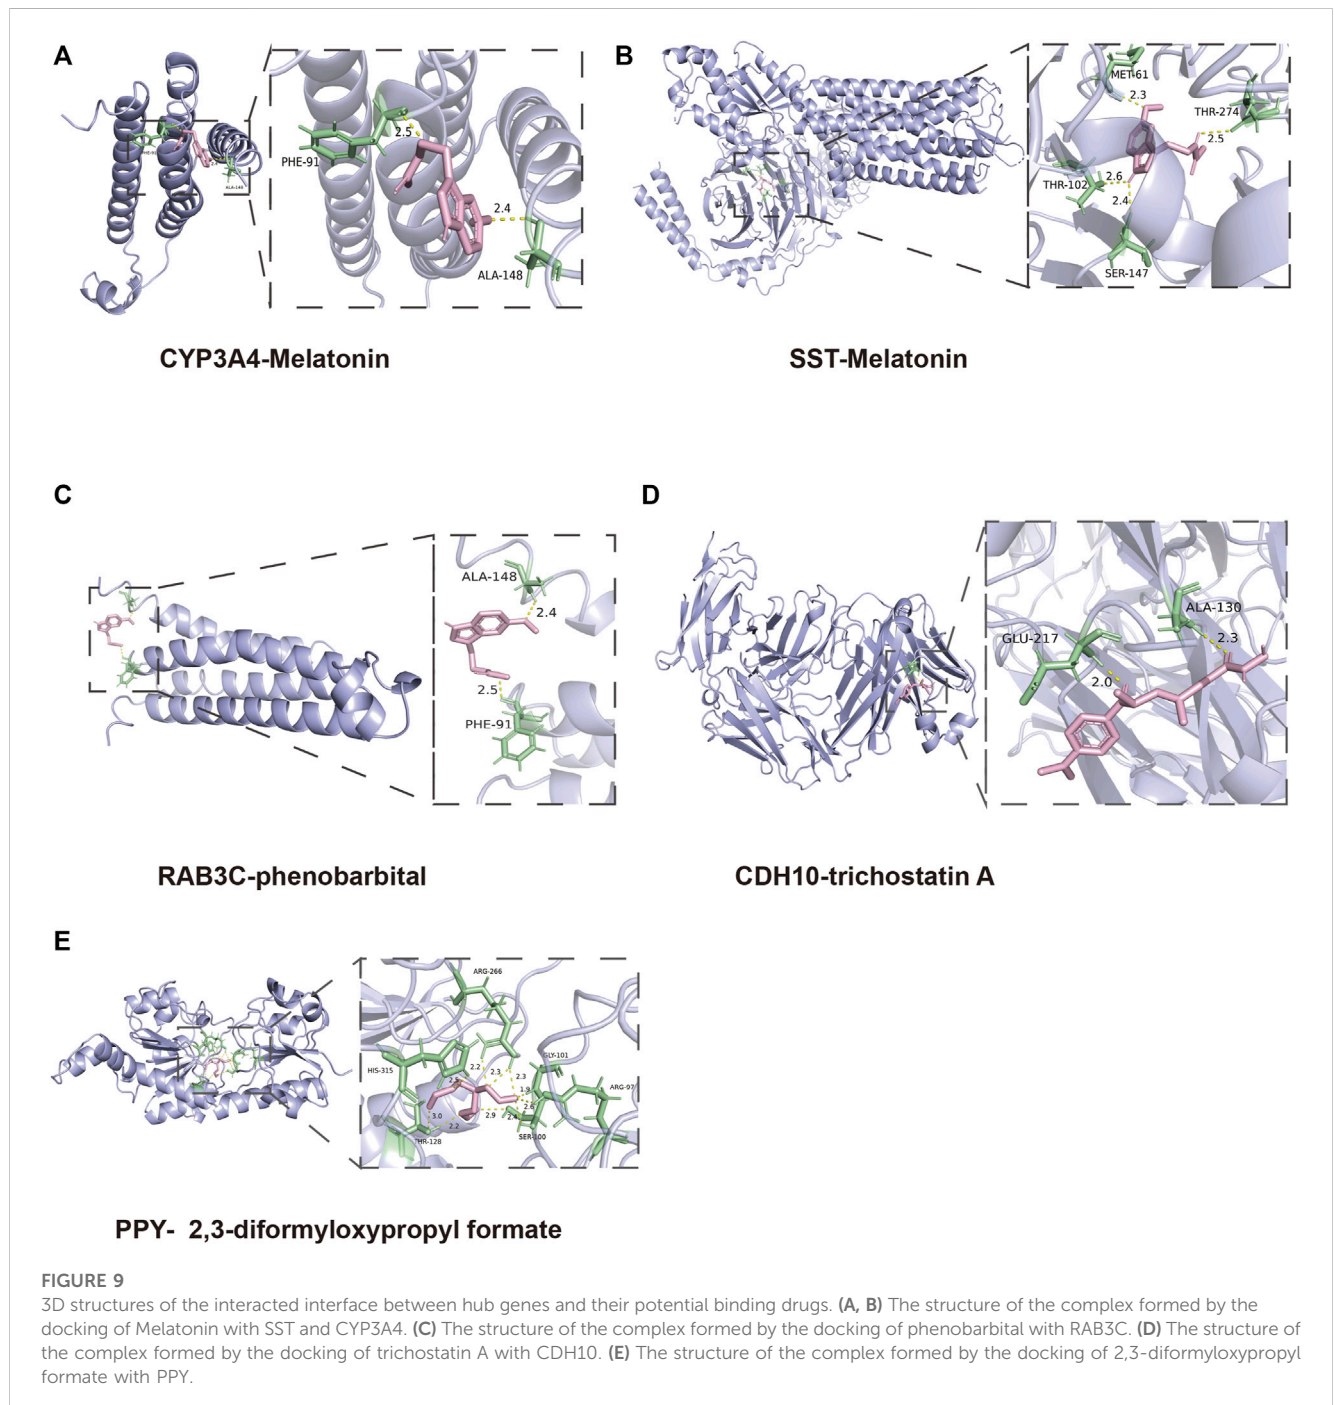 A
PHE-91
ALA-148
PHE-91
2.5
2.4
ALA-148
CYP3A4-Melatonin
B
MET-61
2.3
THR-274
2.5
THR-102
2.6
2.4
SER-147
SST-Melatonin
C
ALA-148
2.4
2.5
PHE-91
RAB3C-phenobarbital
D
ALA-130
GLU-217
2.3
2.0
CDH10-trichostatin A
E
ARG-266
GLY-101
HIS-315
2.2
2.3
2.3
2.5
1.9
ARG-97
2.6
3.0
2.9
2.4
2.2
THR-128
SER-100
PPY- 2,3-diformyloxypropyl formate
FIGURE 9
3D structures of the interacted interface between hub genes and their potential binding drugs. (A, B) The structure of the complex formed by the
docking of Melatonin with SST and CYP3A4. (C) The structure of the complex formed by the docking of phenobarbital with RAB3C. (D) The structure of
the complex formed by the docking of trichostatin A with CDH10. (E) The structure of the complex formed by the docking of 2,3-diformyloxypropyl
formate with PPY.